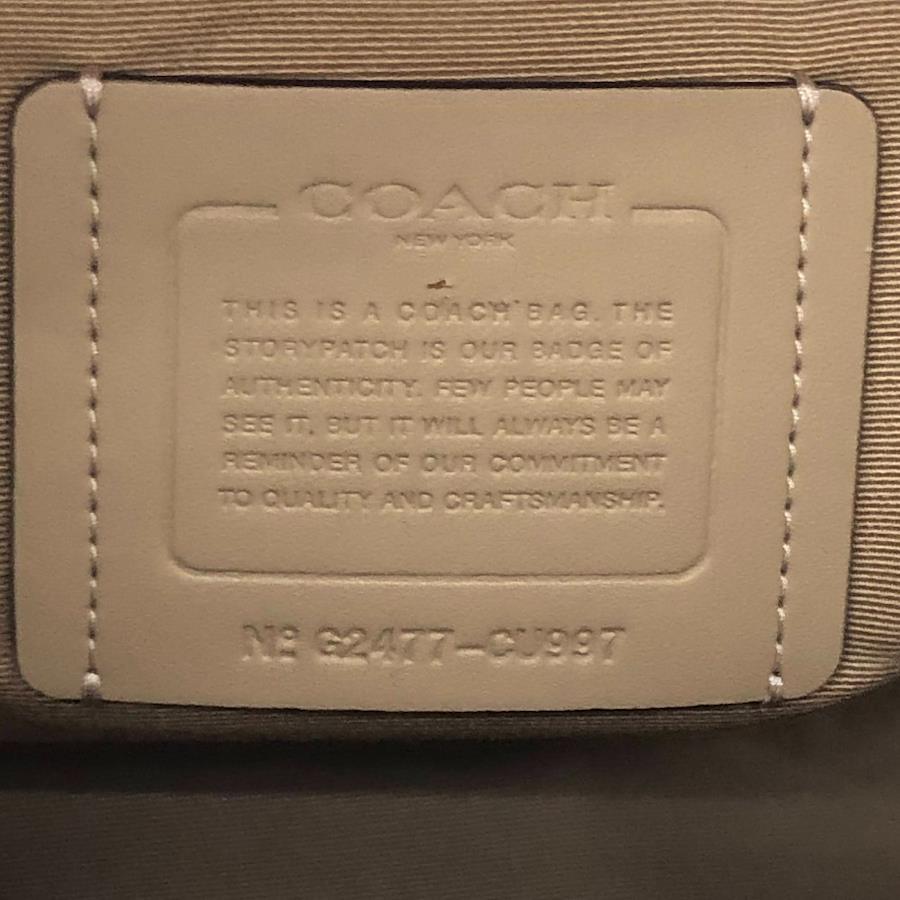 COACH
NEW YORK
THIS IS A COACH BAG. THE
STORYPATCH IS OUR BADGE OF
AUTHENTICITY. FEW PEOPLE MAY
SEE IT, BUT IT WILL ALWAYS BE A
REMINDER OF OUR COMMITMENT
TO QUALITY AND CRAFTSMANSHIP.
Nº G2477-CU997